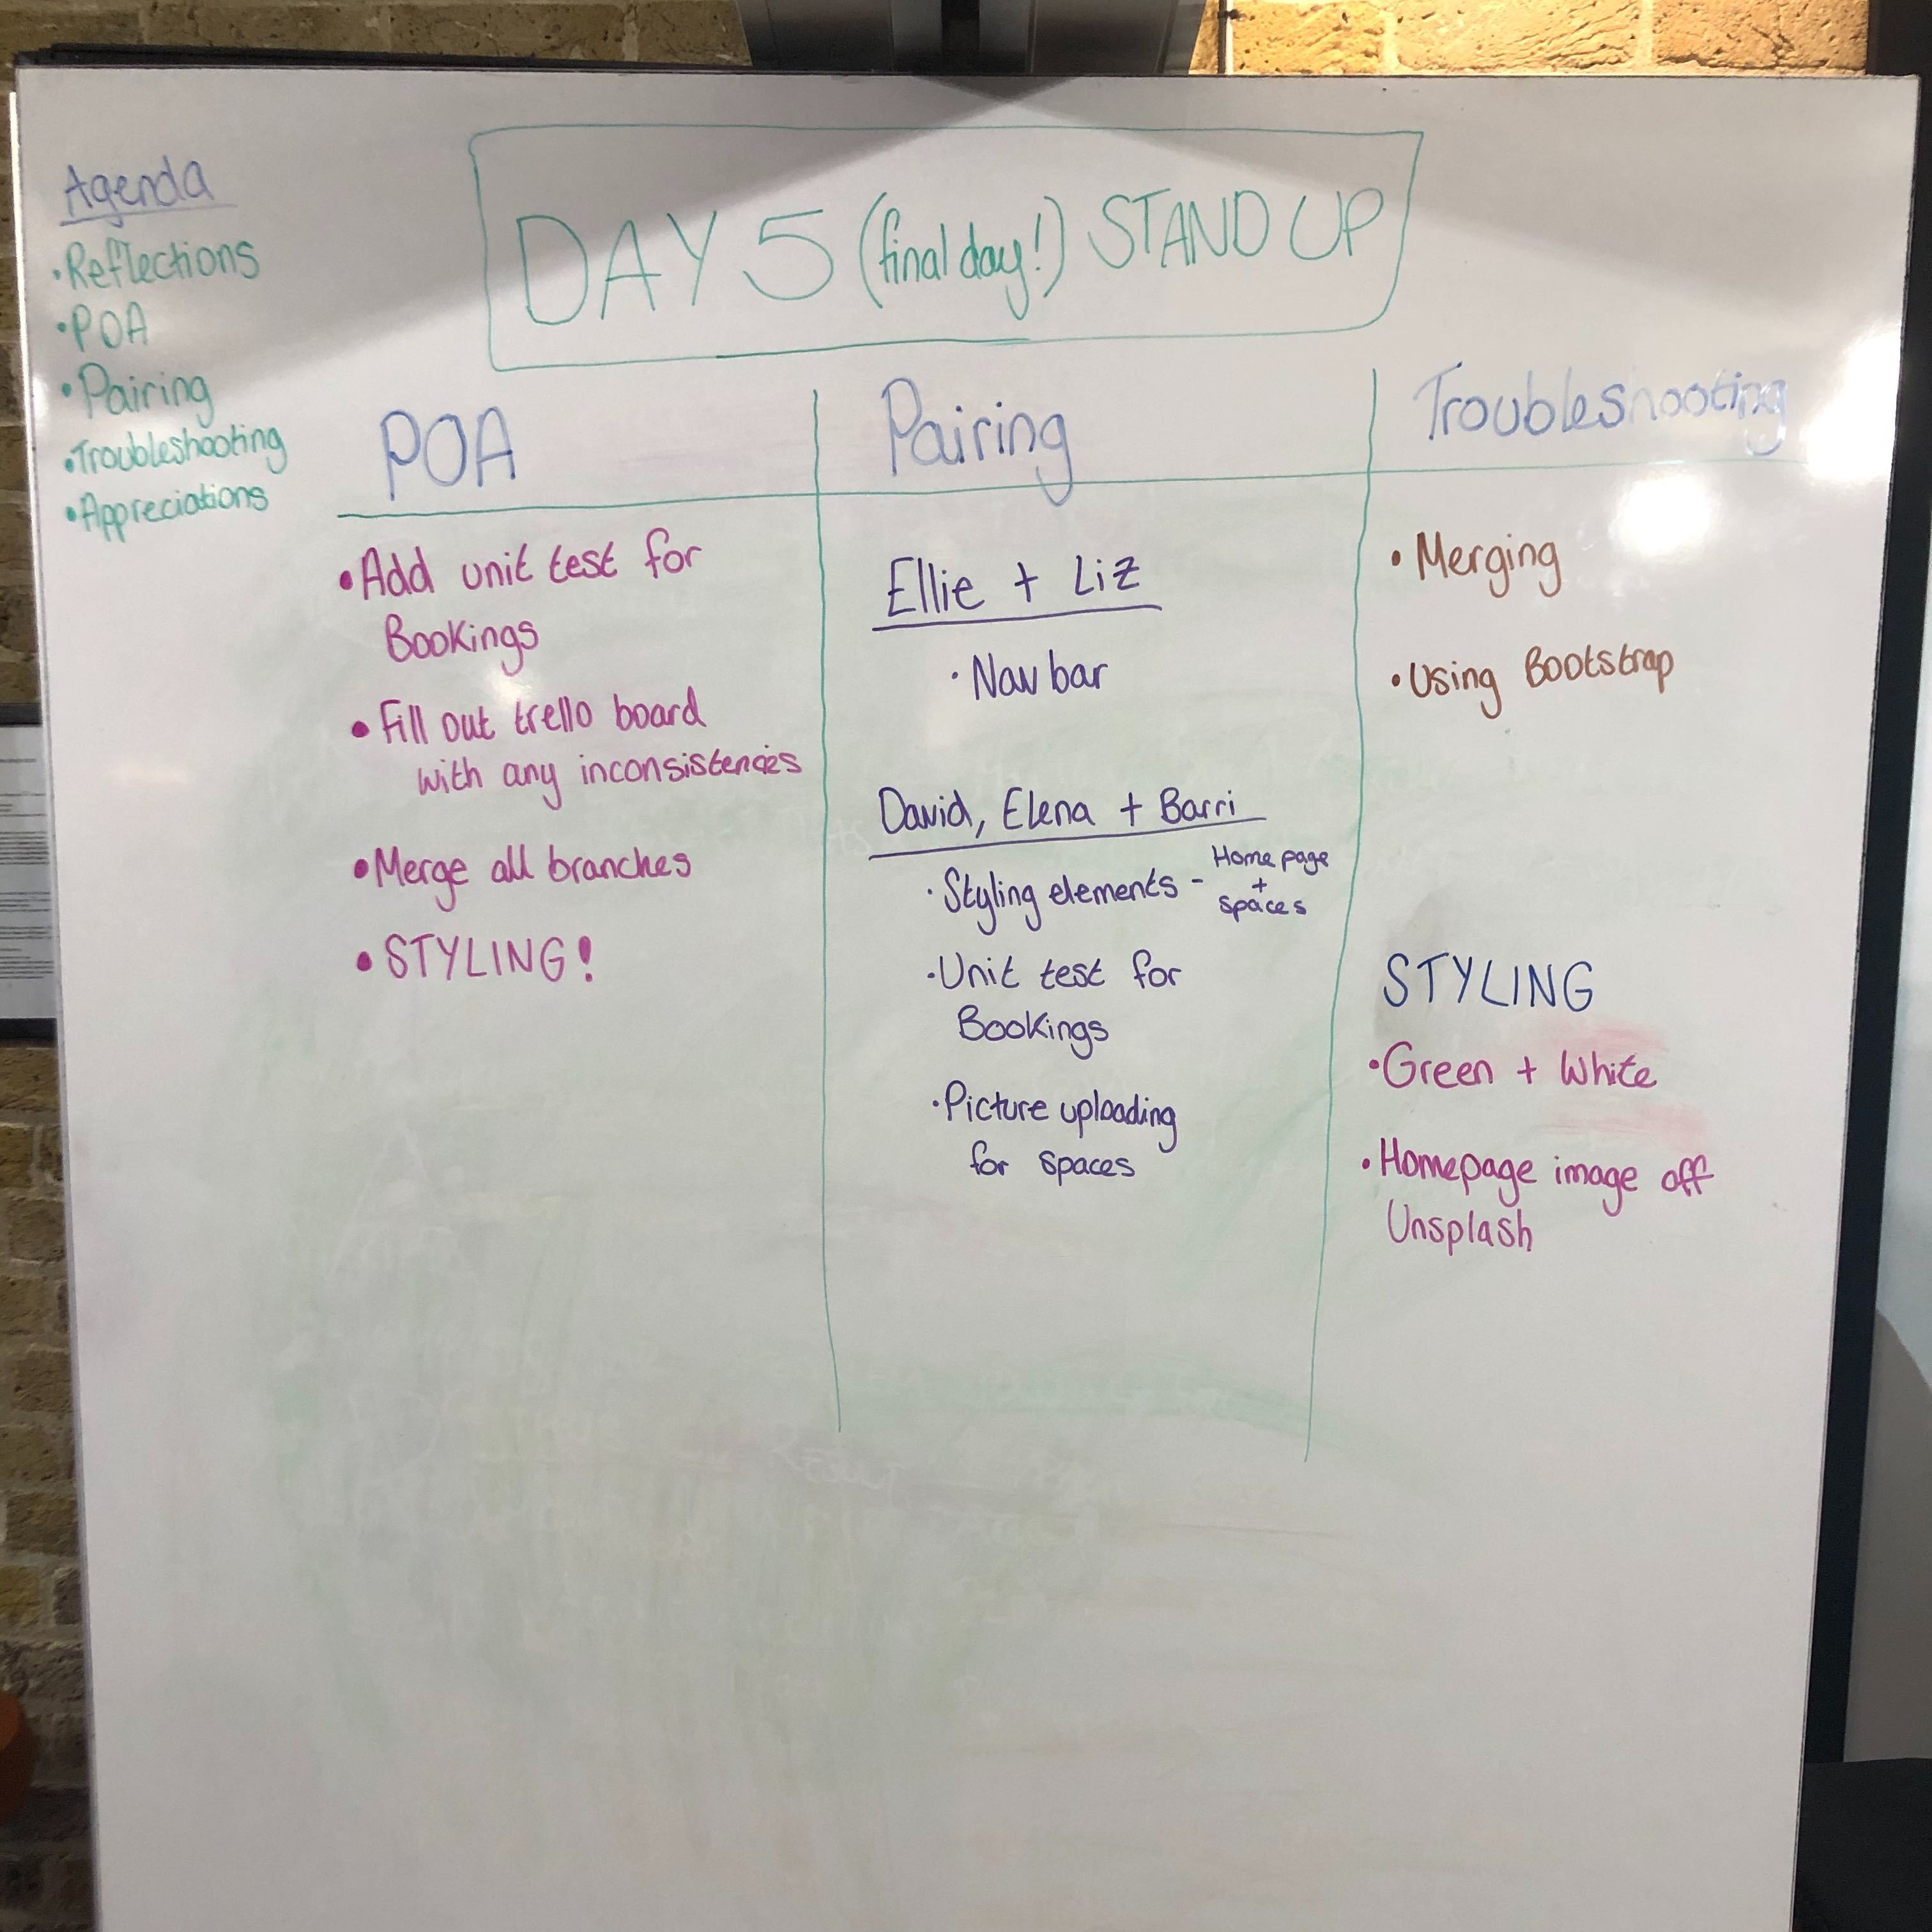 Agenda
•Reflections
•POA
•Pairing
•Troubleshooting
•Appreciations
DAY 5 (final day!) STAND UP
POA
•Add unit test for
Bookings
•Fill out trello board
with any inconsistencies
•Merge all branches
•STYLING!
Pairing
Ellie + Liz
•Nav bar
David, Elena + Barri
•Styling elements - Home page
+
spaces
•Unit test for
Bookings
•Picture uploading
for spaces
Troubleshooting
•Merging
•Using Bootstrap
STYLING
•Green + White
•Homepage image off
Unsplash